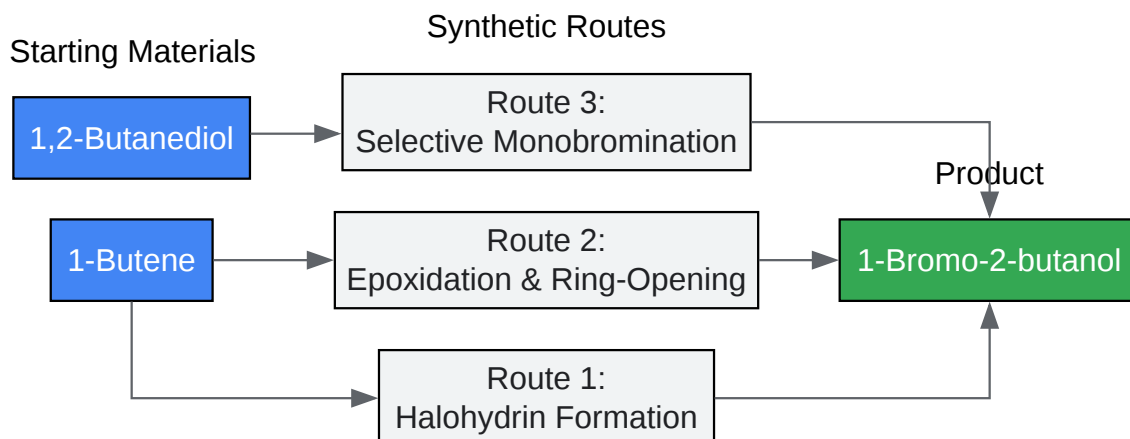 Synthetic Routes
Starting Materials
1,2-Butanediol
Route 3:
Selective Monobromination
Product
1-Butene
Route 2:
Epoxidation & Ring-Opening
1-Bromo-2-butanol
Route 1:
Halohydrin Formation